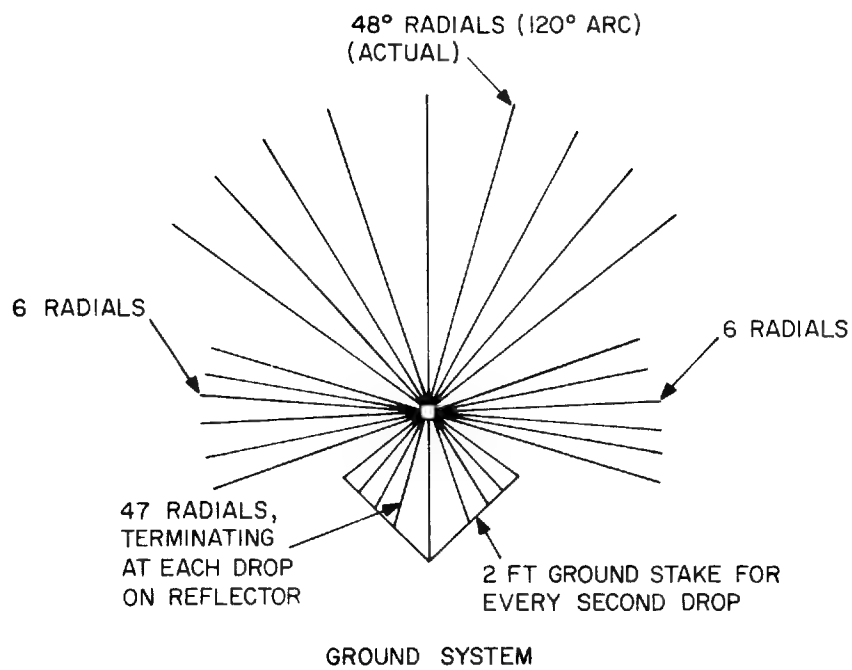 48° RADIALS (120° ARC)
(ACTUAL)
6 RADIALS
6 RADIALS
47 RADIALS,
TERMINATING
AT EACH DROP
ON REFLECTOR
2 FT GROUND STAKE FOR
EVERY SECOND DROP
GROUND SYSTEM